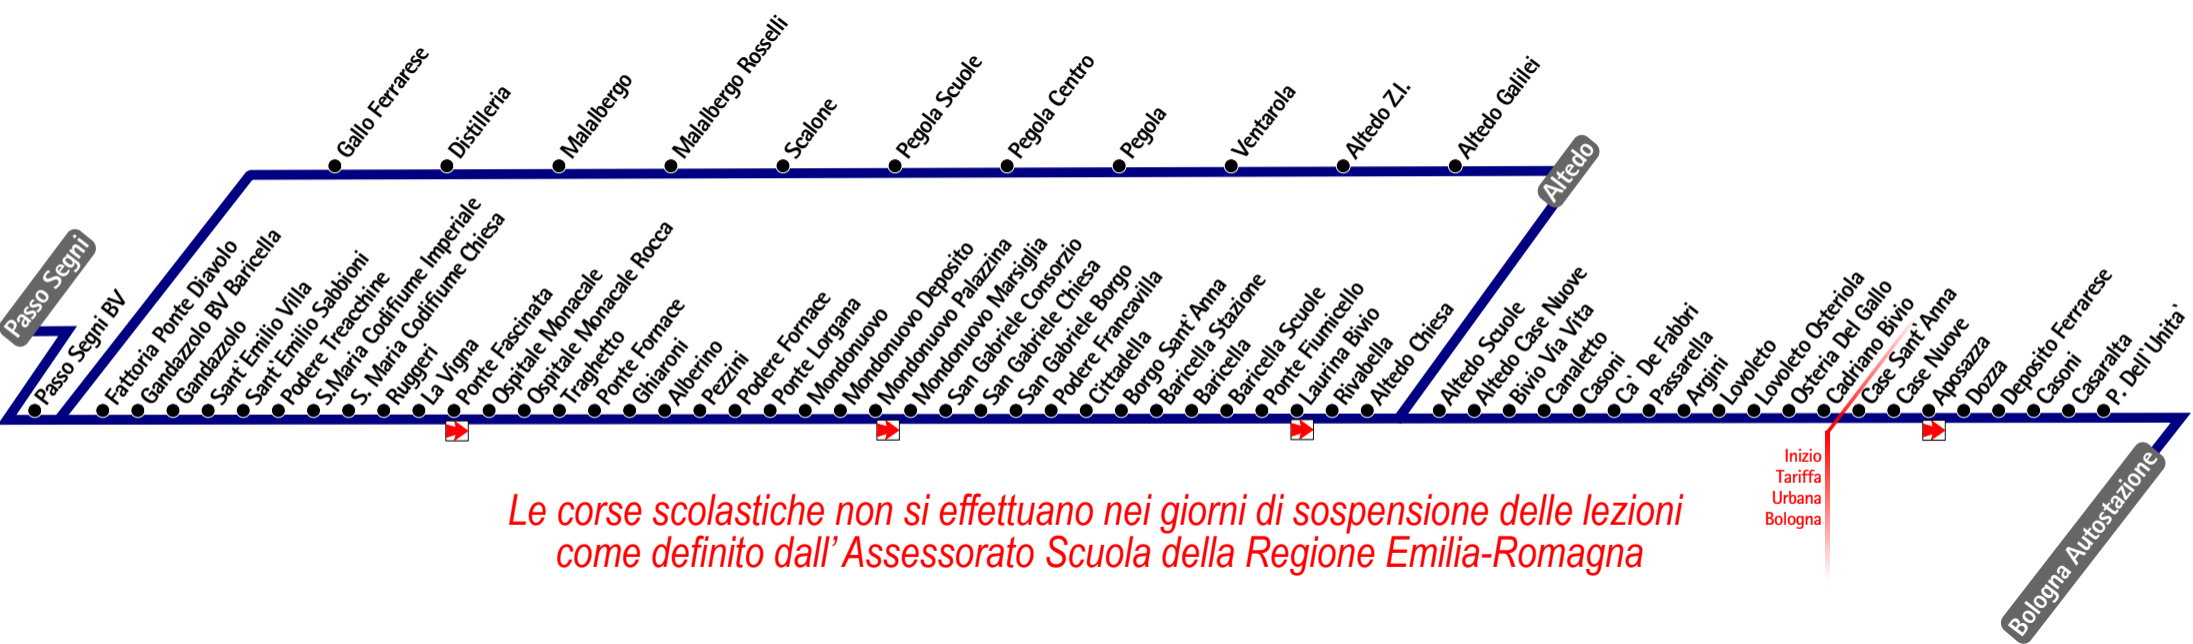 Gallo Ferrarese
Distilleria
Malalbergo
Malalbergo Rosselli
Scalone
Pegola Scuole
Pegola Centro
Pegola
Ventarola
Altedo Z.I.
Altedo Galilei
Altedo
Passo Segni
Passo Segni BV
Fattoria Ponte Diavolo
Gandazzolo BV Baricella
Gandazzolo
Sant`Emilio Villa
Sant`Emilio Sabbioni
Podere Treacchine
S.Maria Codifiume Imperiale
S. Maria Codifiume Chiesa
Ruggeri
La Vigna
Ponte Fascinata
Ospitale Monacale
Ospitale Monacale Rocca
Traghetto
Ponte Fornace
Ghiaroni
Alberino
Pezzini
Podere Fornace
Ponte Lorgana
Mondonuovo
Mondonuovo Deposito
Mondonuovo Palazzina
Mondonuovo Marsiglia
San Gabriele Consorzio
San Gabriele Chiesa
San Gabriele Borgo
Podere Francavilla
Cittadella
Borgo Sant`Anna
Baricella Stazione
Baricella
Baricella Scuole
Ponte Fiumicello
Laurina Bivio
Rivabella
Altedo Chiesa
Altedo Scuole
Altedo Case Nuove
Bivio Via Vita
Canaletto
Casoni
Ca` De Fabbri
Passarella
Argini
Lovoleto
Lovoleto Osteriola
Osteria Del Gallo
Cadriano Bivio
Case Sant`Anna
Case Nuove
Aposazza
Dozza
Deposito Ferrarese
Casoni
Casaralta
P. Dell`Unita`
Bologna Autostazione
Inizio
Tariffa
Urbana
Bologna
Le corse scolastiche non si effettuano nei giorni di sospensione delle lezioni
come definito dall’ Assessorato Scuola della Regione Emilia-Romagna